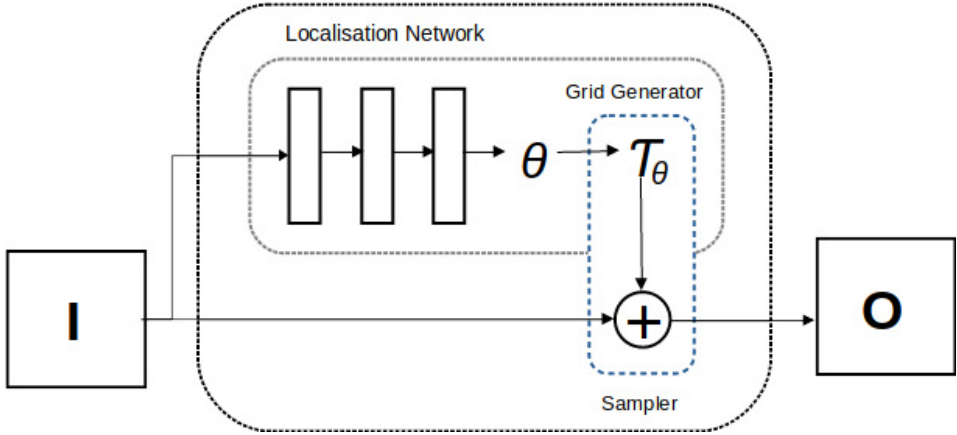 Localisation Network
Grid Generator
θ
𝒯θ
I
+
O
Sampler